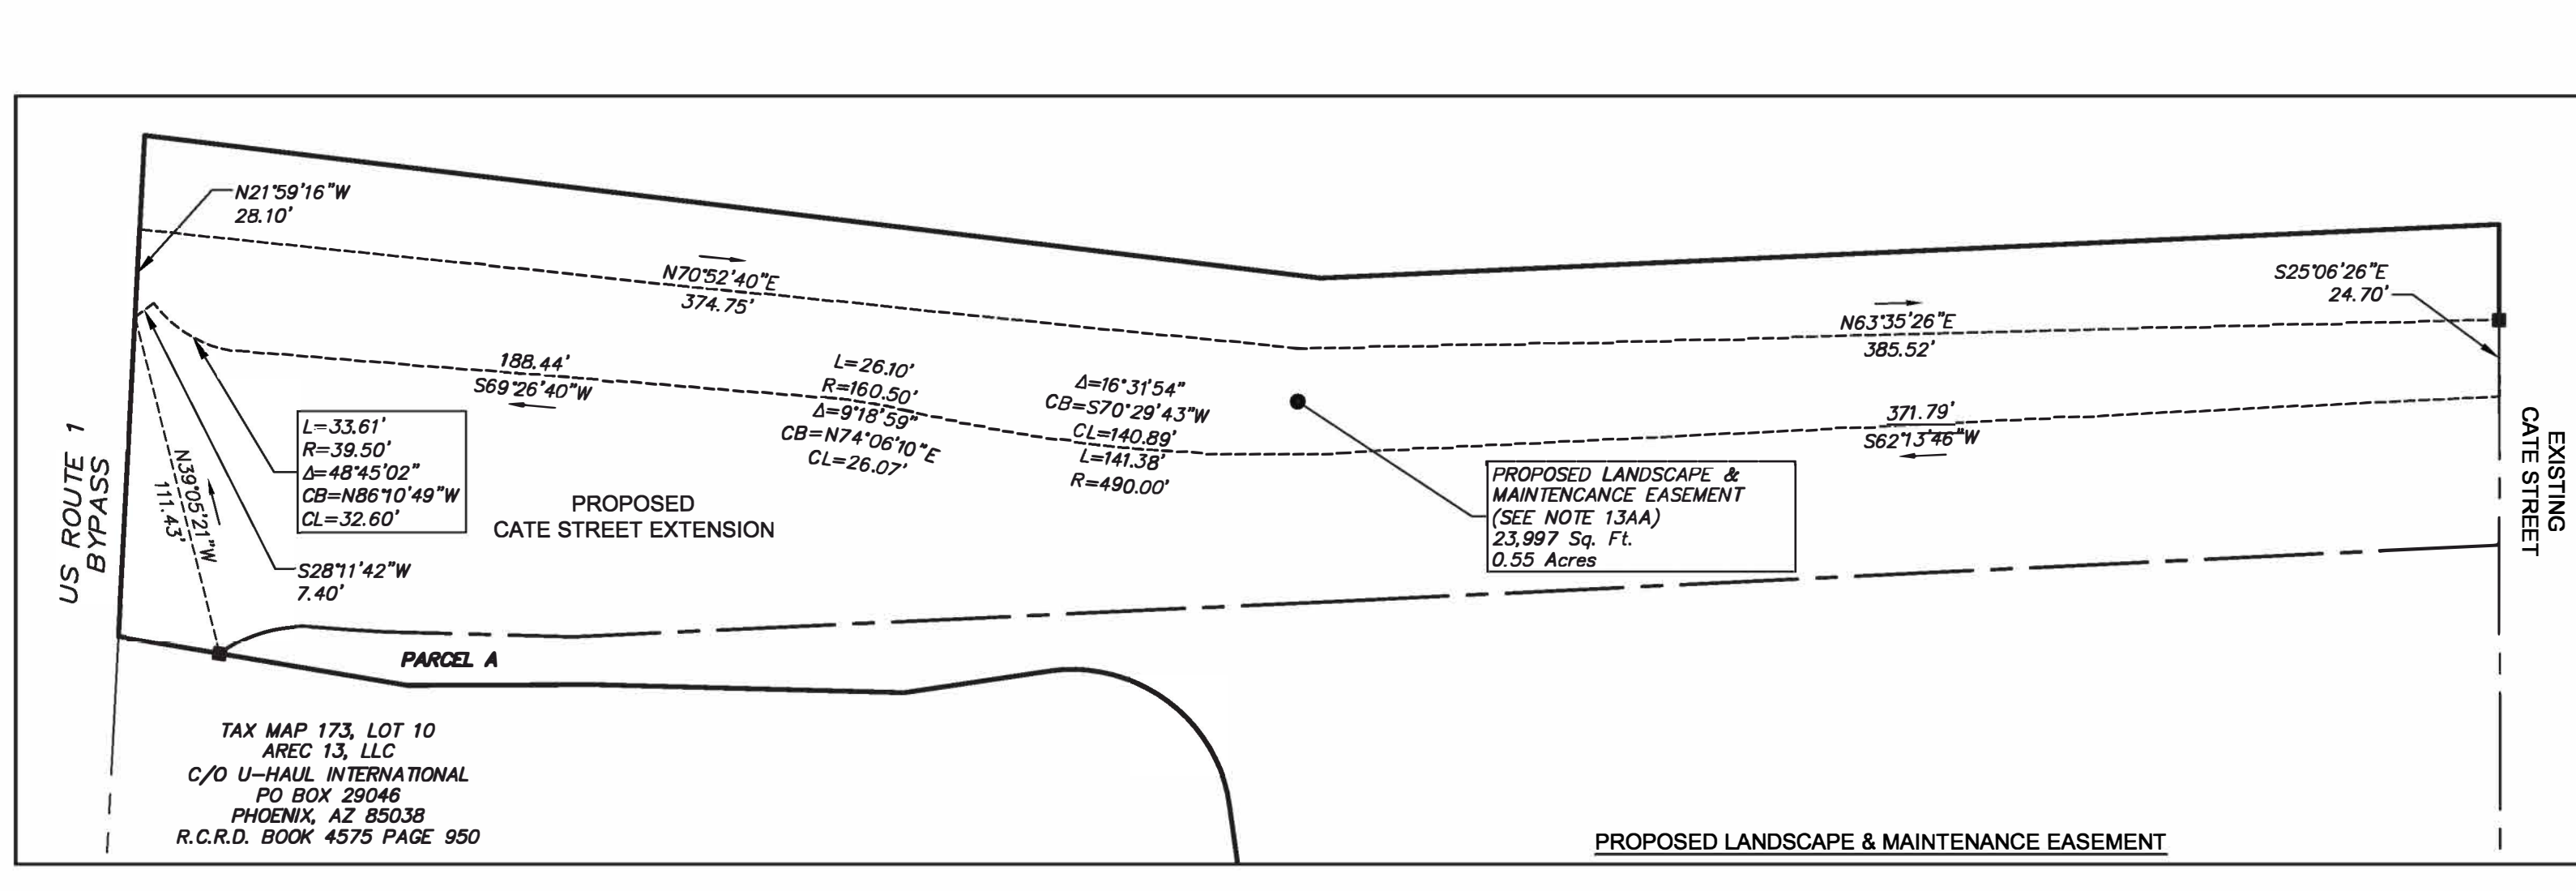 N21°59'16"W
28.10'
N70°52'40"E
374.75'
S25°06'26"E
24.70'
N63°35'26"E
385.52'
188.44'
S69°26'40"W
L=26.10'
R=160.50'
Δ=9°18'59"
CB=N74°06'10"E
CL=26.07'
Δ=16°31'54"
CB=S70°29'43"W
CL=140.89'
L=141.38'
R=490.00'
371.79'
S62°13'46"W
L=33.61'
R=39.50'
Δ=48°45'02"
CB=N86°10'49"W
CL=32.60'
US ROUTE 1
BYPASS
N39°05'21"W
111.43'
PROPOSED
CATE STREET EXTENSION
PROPOSED LANDSCAPE &
MAINTENCANCE EASEMENT
(SEE NOTE 13AA)
23,997 Sq. Ft.
0.55 Acres
EXISTING
CATE STREET
S28°11'42"W
7.40'
PARCEL A
TAX MAP 173, LOT 10
AREC 13, LLC
C/O U-HAUL INTERNATIONAL
PO BOX 29046
PHOENIX, AZ 85038
R.C.R.D. BOOK 4575 PAGE 950
PROPOSED LANDSCAPE & MAINTENANCE EASEMENT